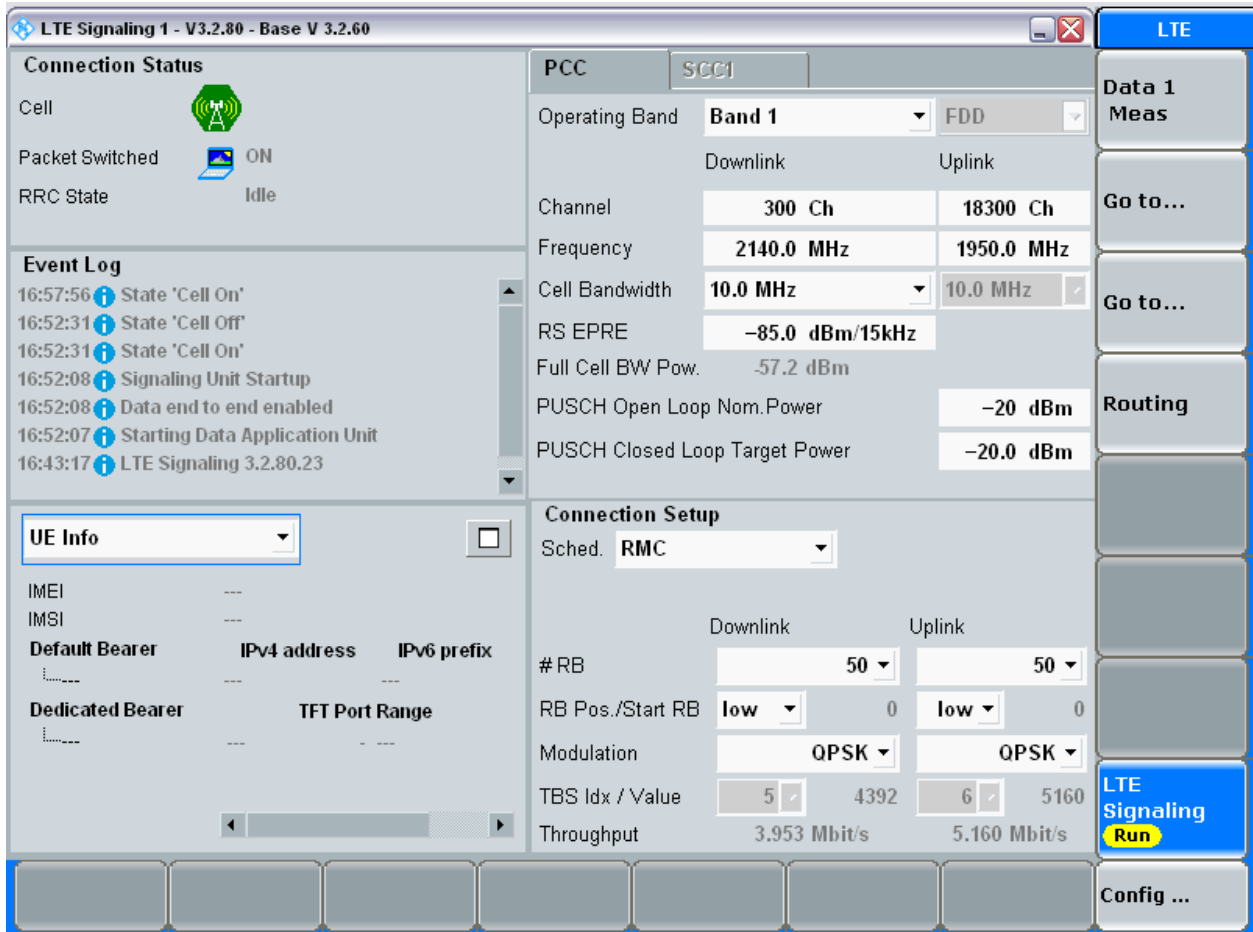 LTE Signaling 1 - V3.2.80 - Base V 3.2.60
Connection Status
Cell
Packet Switched ON
RRC State Idle
Event Log
16:57:56 State 'Cell On'
16:52:31 State 'Cell Off'
16:52:31 State 'Cell On'
16:52:08 Signaling Unit Startup
16:52:08 Data end to end enabled
16:52:07 Starting Data Application Unit
16:43:17 LTE Signaling 3.2.80.23
UE Info
IMEI ---
IMSI ---
Default Bearer IPv4 address IPv6 prefix
--- --- ---
Dedicated Bearer TFT Port Range
--- --- - ---
PCC SCC1
Operating Band Band 1 FDD
Downlink Uplink
Channel 300 Ch 18300 Ch
Frequency 2140.0 MHz 1950.0 MHz
Cell Bandwidth 10.0 MHz 10.0 MHz
RS EPRE −85.0 dBm/15kHz
Full Cell BW Pow. -57.2 dBm
PUSCH Open Loop Nom.Power −20 dBm
PUSCH Closed Loop Target Power −20.0 dBm
Connection Setup
Sched. RMC
Downlink Uplink
# RB 50 50
RB Pos./Start RB low 0 low 0
Modulation QPSK QPSK
TBS Idx / Value 5 4392 6 5160
Throughput 3.953 Mbit/s 5.160 Mbit/s
LTE
Data 1
Meas
Go to...
Go to...
Routing
LTE
Signaling
Run
Config ...